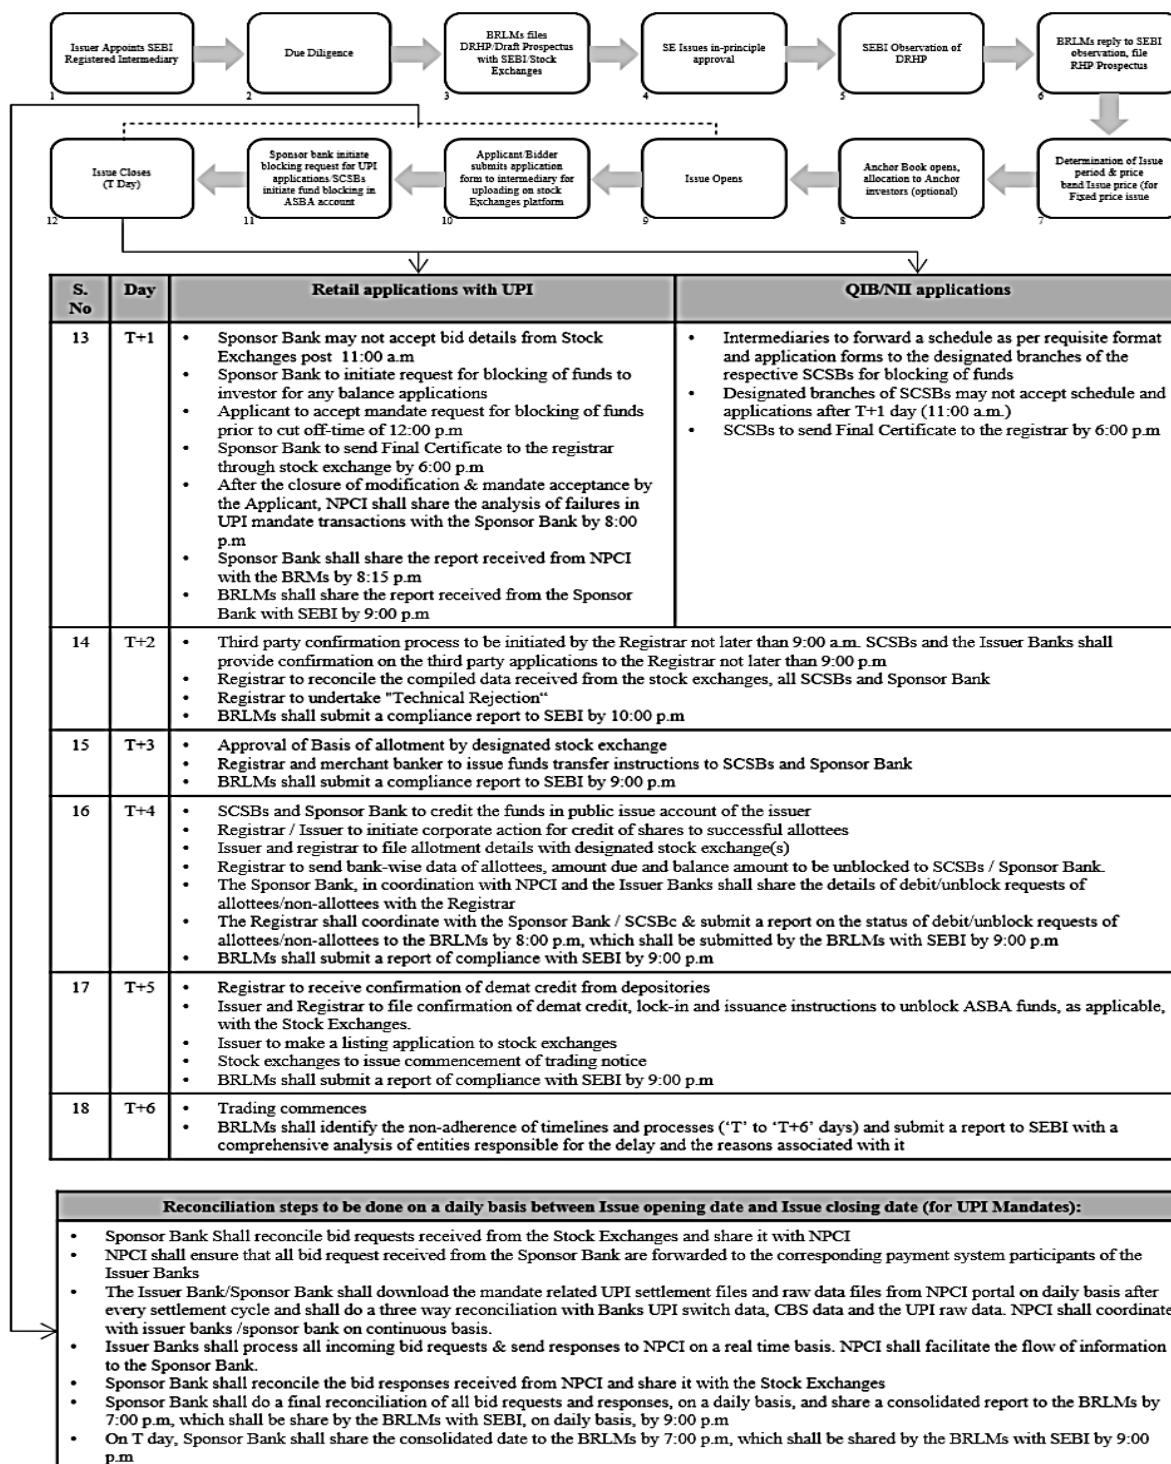 Issuer Appoints SEBI
Registered Intermediary
1
Due Diligence
2
BRLMs files
DRHP/Draft Prospectus
with SEBI/Stock
Exchanges
3
SE Issues in-principle
approval
4
SEBI Observation of
DRHP
5
BRLMs reply to SEBI
observation, file
RHP/Prospectus
6
Determination of Issue
period & price
band/Issue price (for
Fixed price issue
7
Anchor Book opens,
allocation to Anchor
investors (optional)
8
Issue Opens
9
Applicant/Bidder
submits application
form to intermediary for
uploading on stock
Exchanges platform
10
Sponsor bank initiate
blocking request for UPI
applications/SCSBs
initiate fund blocking in
ASBA account
11
Issue Closes
(T Day)
12
S.
No
Day
Retail applications with UPI
QIB/NII applications
13
T+1
• Sponsor Bank may not accept bid details from Stock
Exchanges post 11:00 a.m
• Sponsor Bank to initiate request for blocking of funds to
investor for any balance applications
• Applicant to accept mandate request for blocking of funds
prior to cut off-time of 12:00 p.m
• Sponsor Bank to send Final Certificate to the registrar
through stock exchange by 6:00 p.m
• After the closure of modification & mandate acceptance by
the Applicant, NPCI shall share the analysis of failures in
UPI mandate transactions with the Sponsor Bank by 8:00
p.m
• Sponsor Bank shall share the report received from NPCI
with the BRMs by 8:15 p.m
• BRLMs shall share the report received from the Sponsor
Bank with SEBI by 9:00 p.m
• Intermediaries to forward a schedule as per requisite format
and application forms to the designated branches of the
respective SCSBs for blocking of funds
• Designated branches of SCSBs may not accept schedule and
applications after T+1 day (11:00 a.m.)
• SCSBs to send Final Certificate to the registrar by 6:00 p.m
14
T+2
• Third party confirmation process to be initiated by the Registrar not later than 9:00 a.m. SCSBs and the Issuer Banks shall
provide confirmation on the third party applications to the Registrar not later than 9:00 p.m
• Registrar to reconcile the compiled data received from the stock exchanges, all SCSBs and Sponsor Bank
• Registrar to undertake "Technical Rejection“
• BRLMs shall submit a compliance report to SEBI by 10:00 p.m
15
T+3
• Approval of Basis of allotment by designated stock exchange
• Registrar and merchant banker to issue funds transfer instructions to SCSBs and Sponsor Bank
• BRLMs shall submit a compliance report to SEBI by 9:00 p.m
16
T+4
• SCSBs and Sponsor Bank to credit the funds in public issue account of the issuer
• Registrar / Issuer to initiate corporate action for credit of shares to successful allottees
• Issuer and registrar to file allotment details with designated stock exchange(s)
• Registrar to send bank-wise data of allottees, amount due and balance amount to be unblocked to SCSBs / Sponsor Bank.
• The Sponsor Bank, in coordination with NPCI and the Issuer Banks shall share the details of debit/unblock requests of
allottees/non-allottees with the Registrar
• The Registrar shall coordinate with the Sponsor Bank / SCSBc & submit a report on the status of debit/unblock requests of
allottees/non-allottees to the BRLMs by 8:00 p.m, which shall be submitted by the BRLMs with SEBI by 9:00 p.m
• BRLMs shall submit a report of compliance with SEBI by 9:00 p.m
17
T+5
• Registrar to receive confirmation of demat credit from depositories
• Issuer and Registrar to file confirmation of demat credit, lock-in and issuance instructions to unblock ASBA funds, as applicable,
with the Stock Exchanges.
• Issuer to make a listing application to stock exchanges
• Stock exchanges to issue commencement of trading notice
• BRLMs shall submit a report of compliance with SEBI by 9:00 p.m
18
T+6
• Trading commences
• BRLMs shall identify the non-adherence of timelines and processes (‘T’ to ‘T+6’ days) and submit a report to SEBI with a
comprehensive analysis of entities responsible for the delay and the reasons associated with it
Reconciliation steps to be done on a daily basis between Issue opening date and Issue closing date (for UPI Mandates):
• Sponsor Bank Shall reconcile bid requests received from the Stock Exchanges and share it with NPCI
• NPCI shall ensure that all bid request received from the Sponsor Bank are forwarded to the corresponding payment system participants of the
Issuer Banks
• The Issuer Bank/Sponsor Bank shall download the mandate related UPI settlement files and raw data files from NPCI portal on daily basis after
every settlement cycle and shall do a three way reconciliation with Banks UPI switch data, CBS data and the UPI raw data. NPCI shall coordinate
with issuer banks /sponsor bank on continuous basis.
• Issuer Banks shall process all incoming bid requests & send responses to NPCI on a real time basis. NPCI shall facilitate the flow of information
to the Sponsor Bank.
• Sponsor Bank shall reconcile the bid responses received from NPCI and share it with the Stock Exchanges
• Sponsor Bank shall do a final reconciliation of all bid requests and responses, on a daily basis, and share a consolidated report to the BRLMs by
7:00 p.m, which shall be share by the BRLMs with SEBI, on daily basis, by 9:00 p.m
• On T day, Sponsor Bank shall share the consolidated date to the BRLMs by 7:00 p.m, which shall be shared by the BRLMs with SEBI by 9:00
p.m